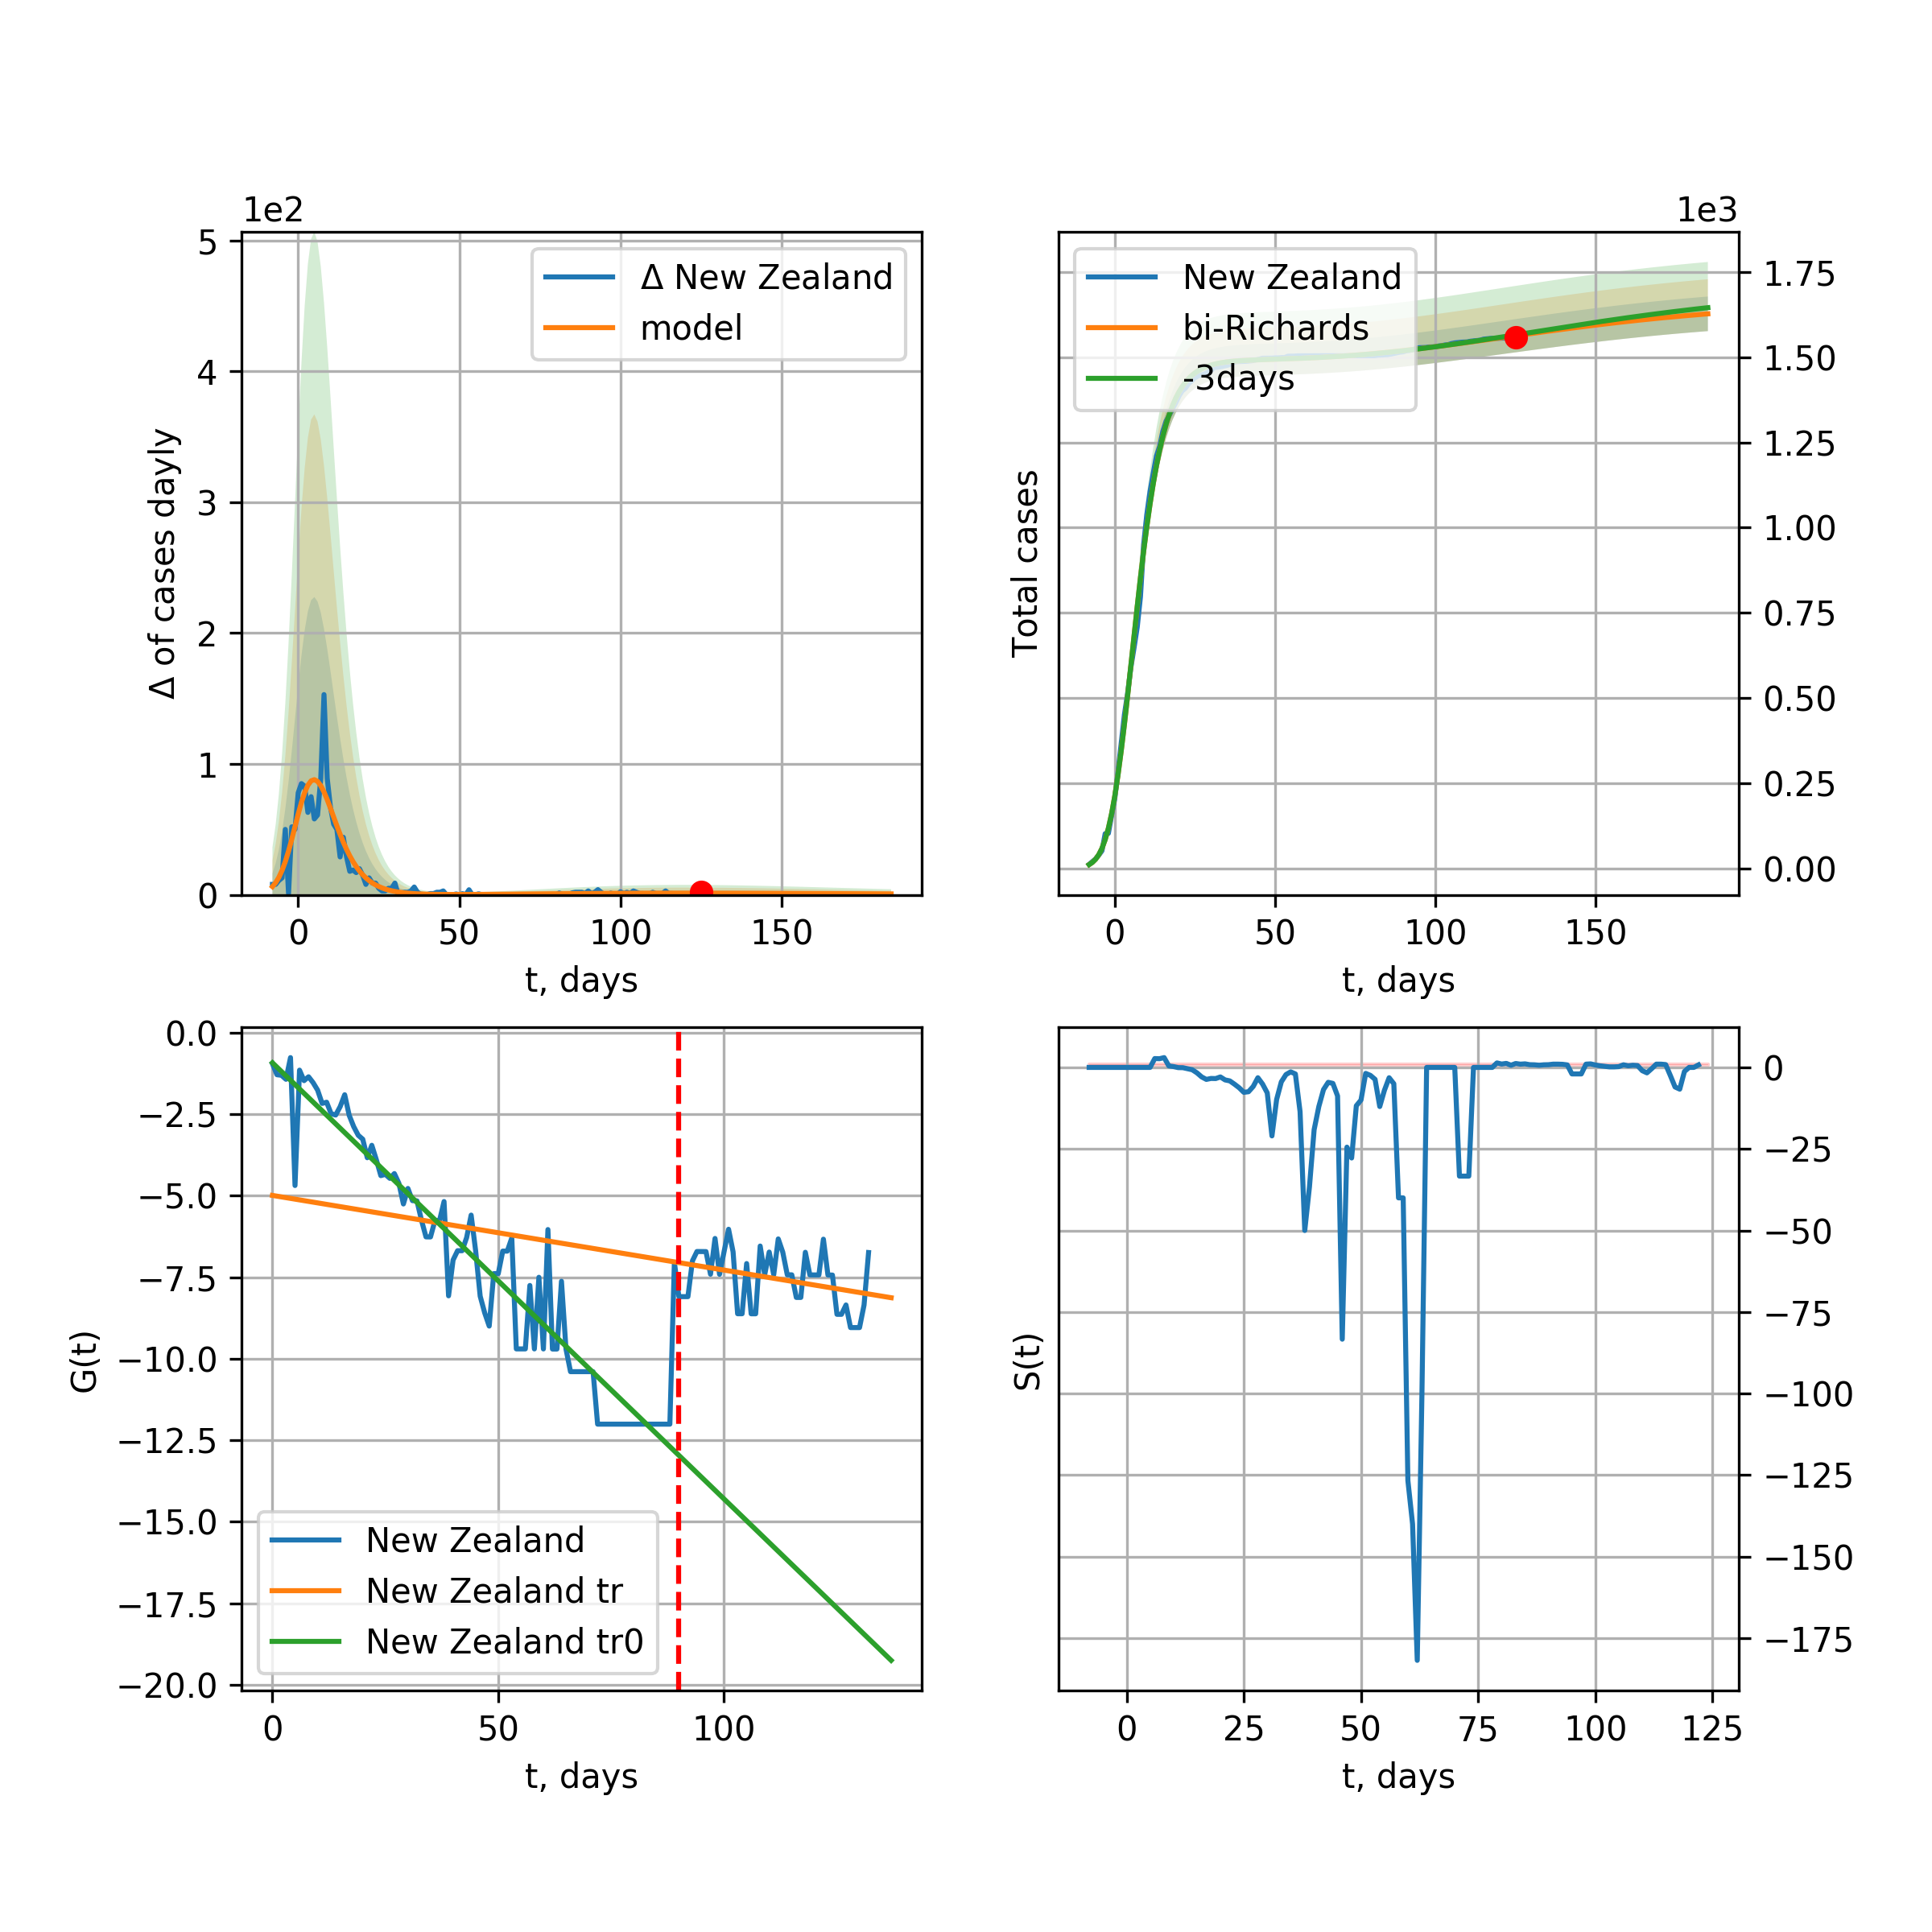 1e2
5
4
3
2
1
0
Δ of cases dayly
Δ New Zealand
model
0 50 100 150
t, days
1e3
New Zealand
bi-Richards
-3days
Total cases
1.75
1.50
1.25
1.00
0.75
0.50
0.25
0.00
0 50 100 150
t, days
0.0
−2.5
−5.0
−7.5
−10.0
−12.5
−15.0
−17.5
−20.0
G(t)
New Zealand
New Zealand tr
New Zealand tr0
0 50 100
t, days
S(t)
0
−25
−50
−75
−100
−125
−150
−175
0 25 50 75 100 125
t, days